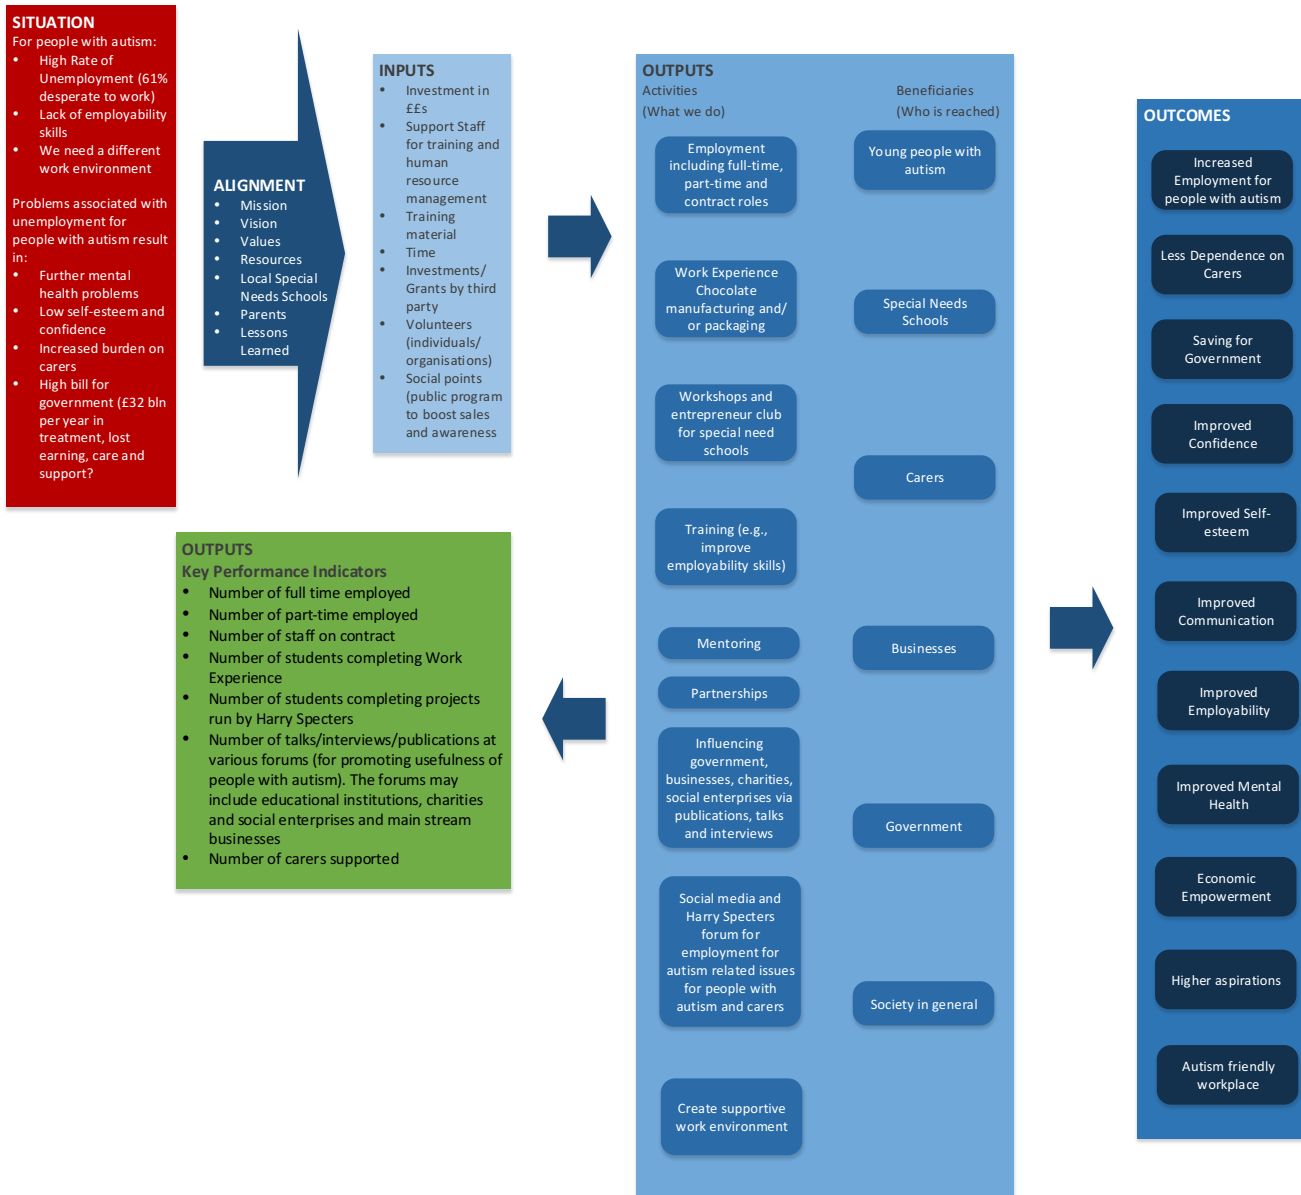 SITUATION
For people with autism:
• High Rate of
Unemployment (61%
desperate to work)
• Lack of employability
skills
• We need a different
work environment
Problems associated with
unemployment for
people with autism result
in:
• Further mental
health problems
• Low self-esteem and
confidence
• Increased burden on
carers
• High bill for
government (£32 bln
per year in
treatment, lost
earning, care and
support?
ALIGNMENT
• Mission
• Vision
• Values
• Resources
• Local Special
Needs Schools
• Parents
• Lessons
Learned
INPUTS
• Investment in
££s
• Support Staff
for training and
human
resource
management
• Training
material
• Time
• Investments/
Grants by third
party
• Volunteers
(individuals/
organisations)
• Social points
(public program
to boost sales
and awareness
OUTPUTS
Activities
(What we do)
Employment
including full-time,
part-time and
contract roles
Work Experience
Chocolate
manufacturing and/
or packaging
Workshops and
entrepreneur club
for special need
schools
Training (e.g.,
improve
employability skills)
Mentoring
Partnerships
Influencing
government,
businesses, charities,
social enterprises via
publications, talks
and interviews
Social media and
Harry Specters
forum for
employment for
autism related issues
for people with
autism and carers
Create supportive
work environment
Beneficiaries
(Who is reached)
Young people with
autism
Special Needs
Schools
Carers
Businesses
Government
Society in general
OUTPUTS
Key Performance Indicators
• Number of full time employed
• Number of part-time employed
• Number of staff on contract
• Number of students completing Work
Experience
• Number of students completing projects
run by Harry Specters
• Number of talks/interviews/publications at
various forums (for promoting usefulness of
people with autism). The forums may
include educational institutions, charities
and social enterprises and main stream
businesses
• Number of carers supported
OUTCOMES
Increased
Employment for
people with autism
Less Dependence on
Carers
Saving for
Government
Improved
Confidence
Improved Self-
esteem
Improved
Communication
Improved
Employability
Improved Mental
Health
Economic
Empowerment
Higher aspirations
Autism friendly
workplace